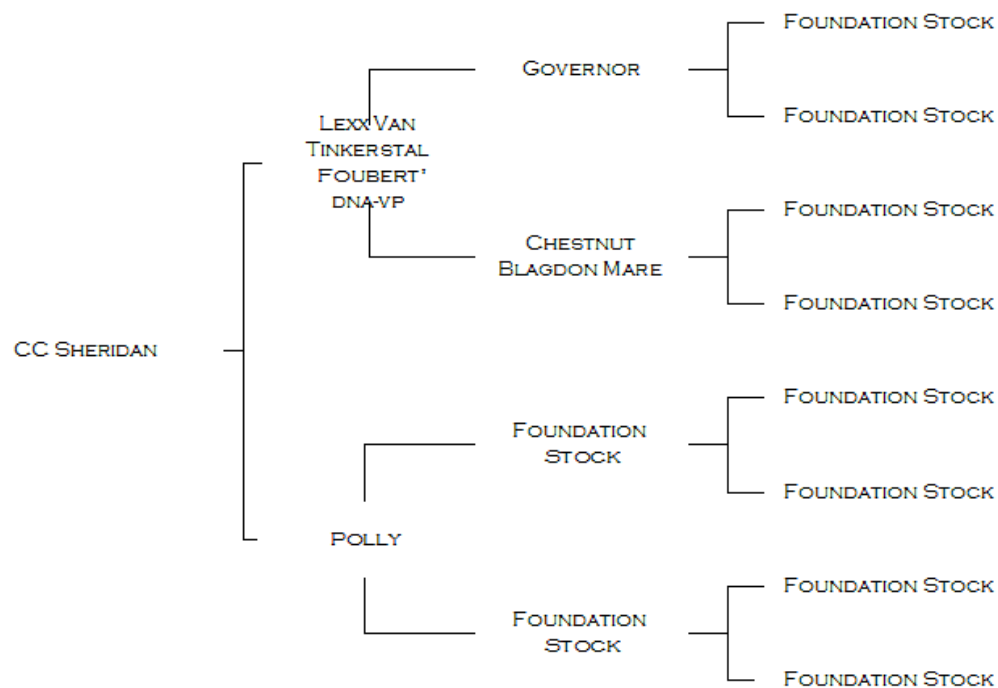 Foundation Stock
Governor
Foundation Stock
Lexx Van
Tinkerstal
Foubert'
DNA-VP
Foundation Stock
Chestnut
Blagdon Mare
Foundation Stock
CC Sheridan
Foundation Stock
Foundation
Stock
Foundation Stock
Polly
Foundation Stock
Foundation
Stock
Foundation Stock